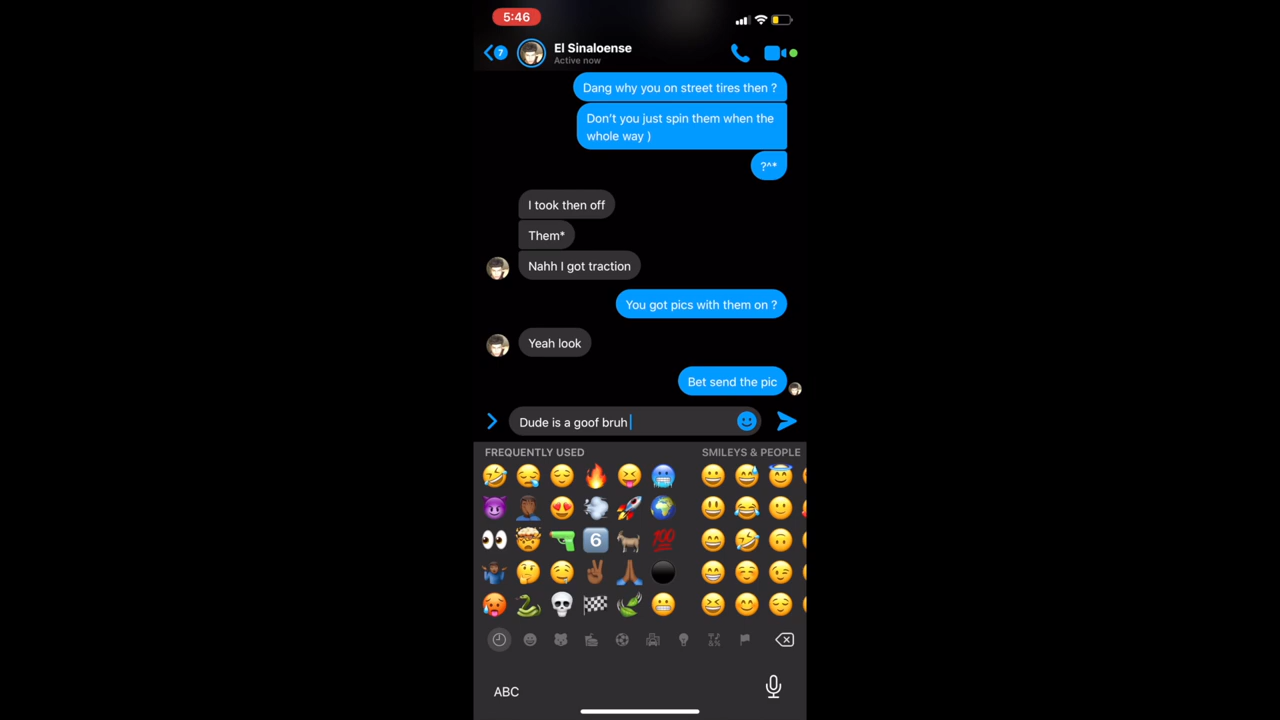 5:46
7
El Sinaloense
Active now
Dang why you on street tires then ?
Don’t you just spin them when the
whole way )
?^*
I took then off
Them*
Nahh I got traction
You got pics with them on ?
Yeah look
Bet send the pic
Dude is a goof bruh
FREQUENTLY USED SMILEYS & PEOPLE
6
100
ABC